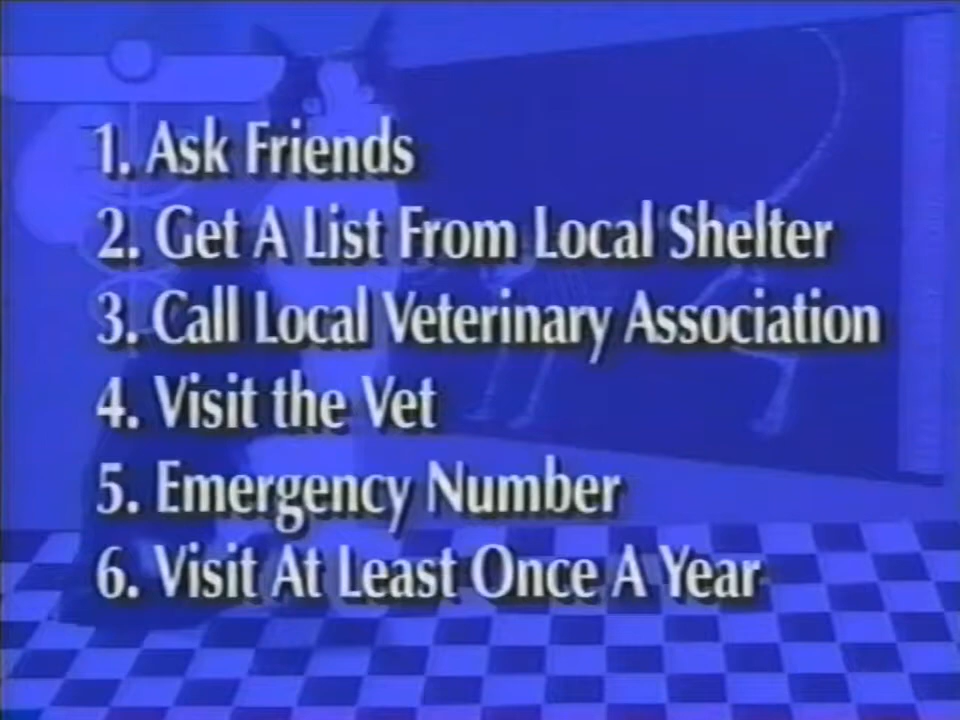 1. Ask Friends
2. Get A List From Local Shelter
3. Call Local Veterinary Association
4. Visit the Vet
5. Emergency Number
6. Visit At Least Once A Year